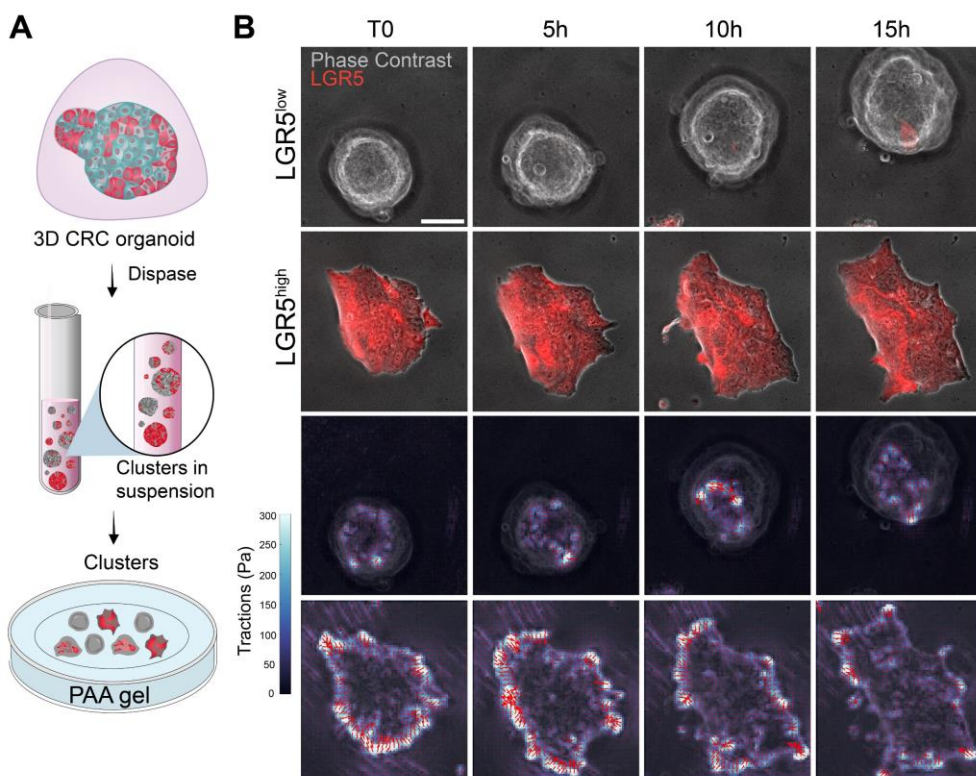 A
3D CRC organoid
Dispase
Clusters in
suspension
Clusters
PAA gel
B
T0
5h
10h
15h
Phase Contrast
LGR5
LGR5low
LGR5high
Tractions (Pa)
300
250
200
150
100
50
0